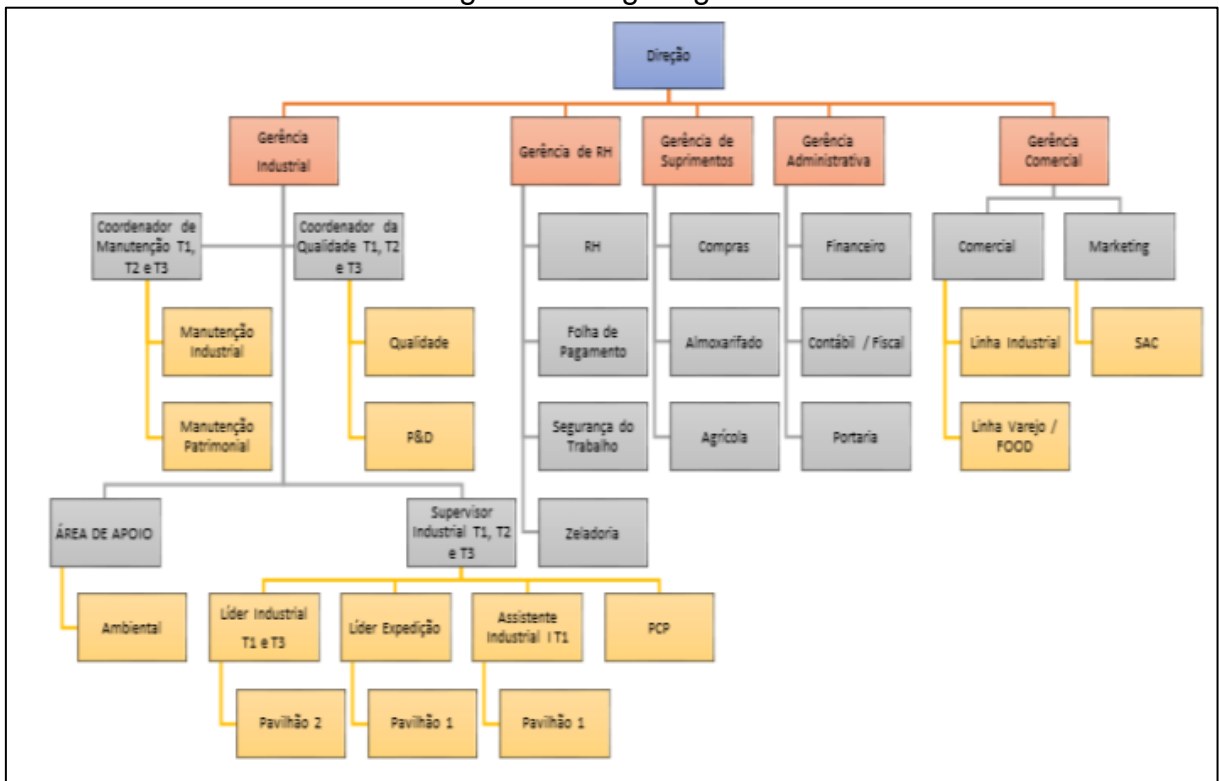 Direção
Gerência
Industrial
Gerência de RH
Gerência de
Suprimentos
Gerência
Administrativa
Gerência
Comercial
Coordenador de
Manutenção T1,
T2 e T3
Coordenador da
Qualidade T1, T2
e T3
RH
Compras
Financeiro
Comercial
Marketing
Manutenção
Industrial
Qualidade
Folha de
Pagamento
Almoxarifado
Contábil / Fiscal
Linha Industrial
SAC
Manutenção
Patrimonial
P&D
Segurança do
Trabalho
Agrícola
Portaria
Linha Varejo /
FOOD
ÁREA DE APOIO
Supervisor
Industrial T1, T2
e T3
Zeladoria
Ambiental
Líder Industrial
T1 e T3
Líder Expedição
Assistente
Industrial I T1
PCP
Pavilhão 2
Pavilhão 1
Pavilhão 1